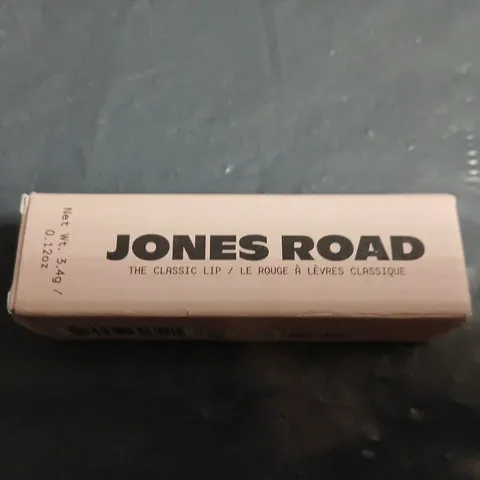 JONES ROAD
THE CLASSIC LIP / LE ROUGE À LÈVRES CLASSIQUE
Net Wt. 3.4g /
0.12oz